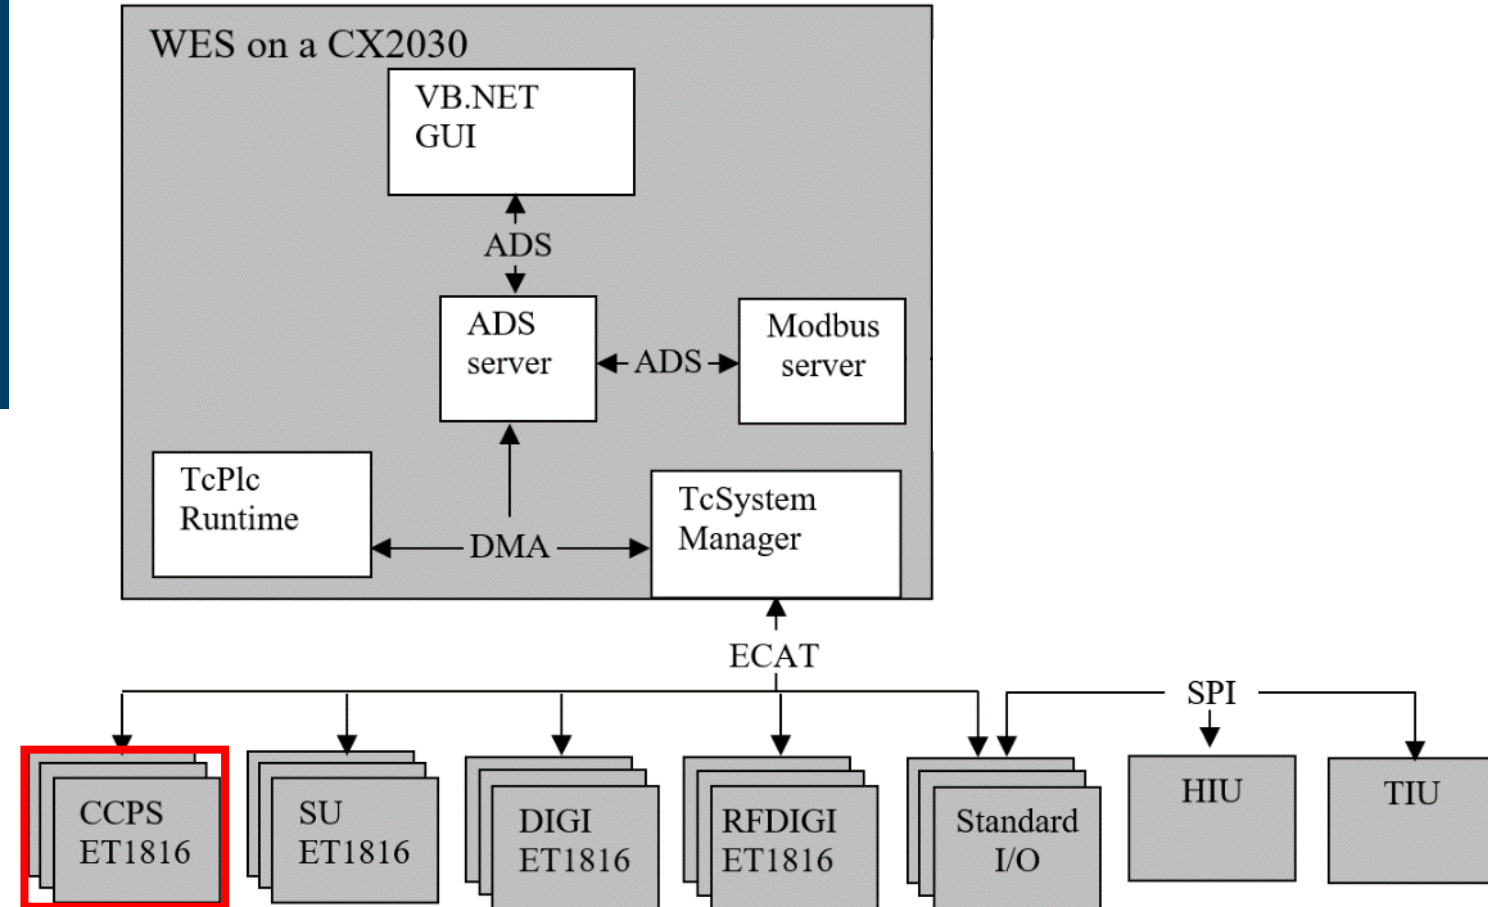 WES on a CX2030
VB.NET
GUI
ADS
ADS
server
ADS
Modbus
server
TcPlc
Runtime
DMA
TcSystem
Manager
ECAT
SPI
CCPS
ET1816
SU
ET1816
DIGI
ET1816
RFDIGI
ET1816
Standard
I/O
HIU
TIU